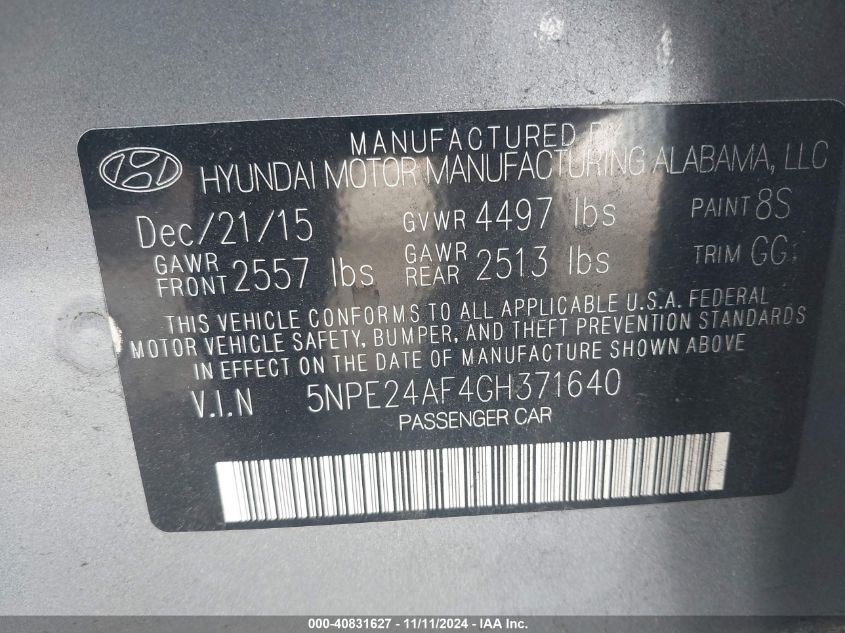 MANUFACTURED BY
HYUNDAI MOTOR MANUFACTURING ALABAMA, LLC
Dec/21/15 GVWR 4497 lbs PAINT 8S
GAWR FRONT 2557 lbs GAWR REAR 2513 lbs TRIM GG
THIS VEHICLE CONFORMS TO ALL APPLICABLE U.S.A. FEDERAL
MOTOR VEHICLE SAFETY, BUMPER, AND THEFT PREVENTION STANDARDS
IN EFFECT ON THE DATE OF MANUFACTURE SHOWN ABOVE
V.I.N 5NPE24AF4GH371640
PASSENGER CAR
000-40831627 - 11/11/2024 - IAA Inc.